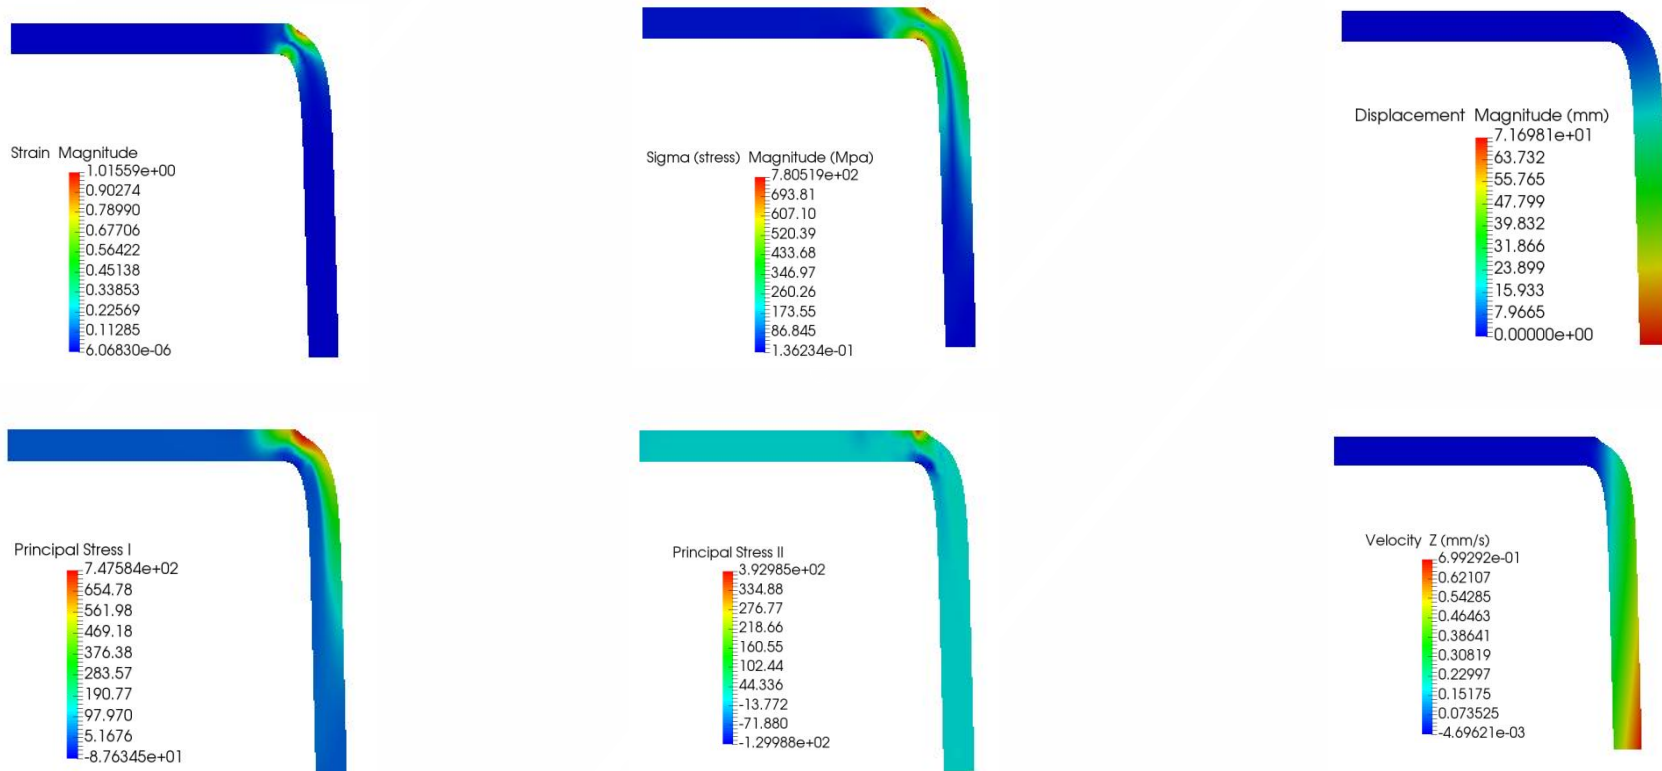 Strain Magnitude
1.01559e+00
0.90274
0.78990
0.67706
0.56422
0.45138
0.33853
0.22569
0.11285
6.06830e-06
Sigma (stress) Magnitude (Mpa)
7.80519e+02
693.81
607.10
520.39
433.68
346.97
260.26
173.55
86.845
1.36234e-01
Displacement Magnitude (mm)
7.16981e+01
63.732
55.765
47.799
39.832
31.866
23.899
15.933
7.9665
0.00000e+00
Principal Stress I
7.47584e+02
654.78
561.98
469.18
376.38
283.57
190.77
97.970
5.1676
-8.76345e+01
Principal Stress II
3.92985e+02
334.88
276.77
218.66
160.55
102.44
44.336
-13.772
-71.880
-1.29988e+02
Velocity Z (mm/s)
6.99292e-01
0.62107
0.54285
0.46463
0.38641
0.30819
0.22997
0.15175
0.073525
-4.69621e-03